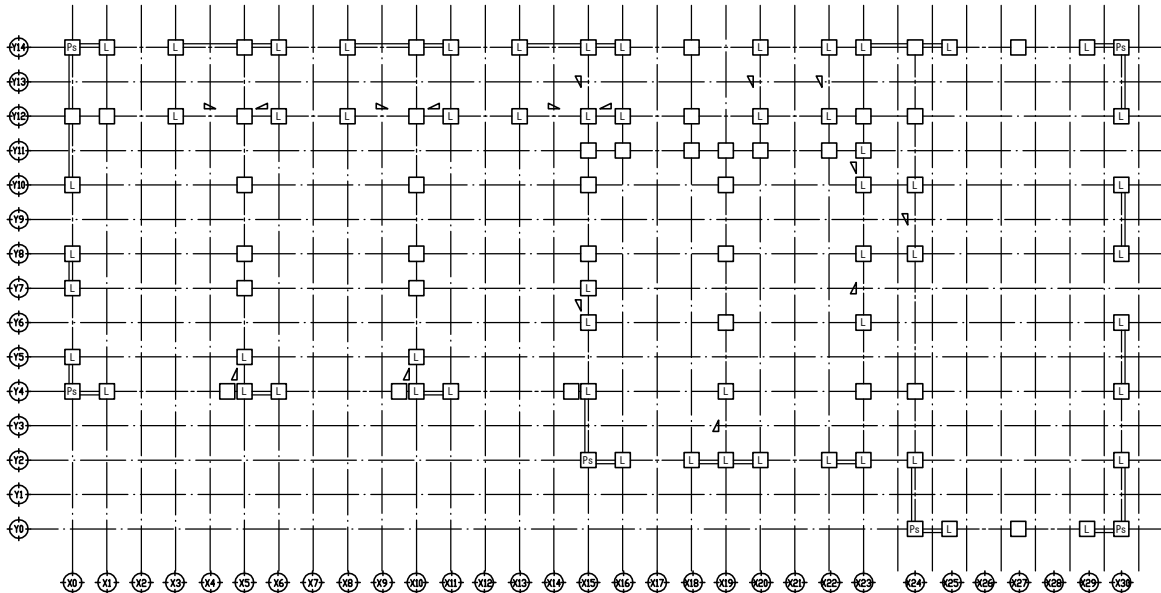 Y14 Ps L L L L L L L L L L L L L Ps
Y13
Y12 L L L L L L L L L L
Y11 L
Y10 L L L L
Y9
Y8 L L L L
Y7 L L
Y6 L L L
Y5 L L L
Y4 Ps L L L L L L L L
Y3
Y2 Ps L L L L L L L L
Y1
Y0 Ps L L Ps
X0 X1 X2 X3 X4 X5 X6 X7 X8 X9 X10 X11 X12 X13 X14 X15 X16 X17 X18 X19 X20 X21 X22 X23 X24 X25 X26 X27 X28 X29 X30